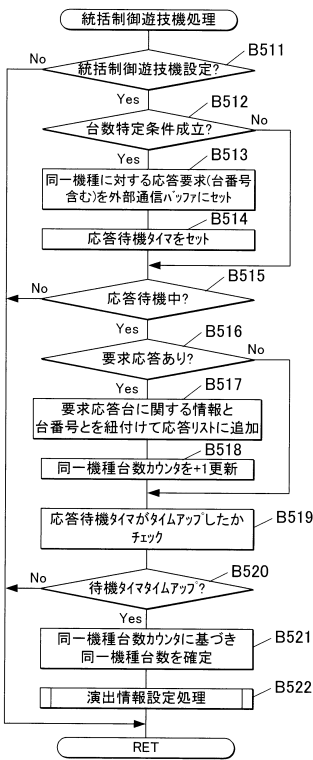 統括制御遊技機処理
B511
No
統括制御遊技機設定?
Yes
B512
台数特定条件成立?
No
Yes
B513
同一機種に対する応答要求(台番号
含む)を外部通信バッファにセット
B514
応答待機タイマをセット
B515
No
応答待機中?
Yes
B516
要求応答あり?
No
Yes
B517
要求応答台に関する情報と
台番号とを紐付けて応答リストに追加
B518
同一機種台数カウンタを+1更新
応答待機タイマがタイムアップしたか
チェック
B519
B520
No
待機タイマタイムアップ?
Yes
同一機種台数カウンタに基づき
同一機種台数を確定
B521
演出情報設定処理
B522
RET